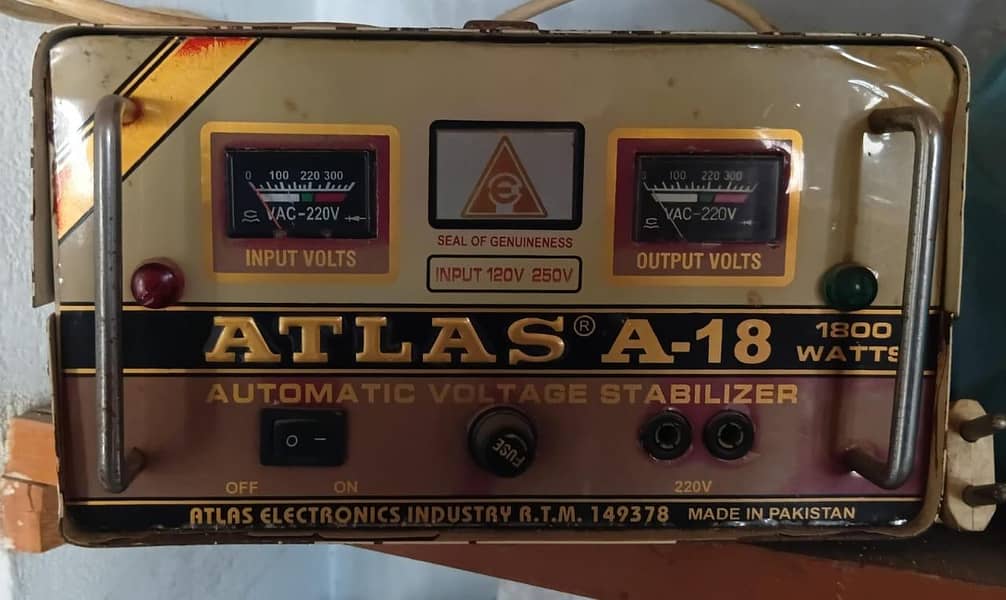 0 100 220 300
VAC-220V
INPUT VOLTS
SEAL OF GENUINENESS
INPUT 120V 250V
0 100 220 300
VAC-220V
OUTPUT VOLTS
ATLAS® A-18
1800
WATTS
AUTOMATIC VOLTAGE STABILIZER
FUSE
OFF ON
220V
ATLAS ELECTRONICS INDUSTRY R.T.M. 149378 MADE IN PAKISTAN